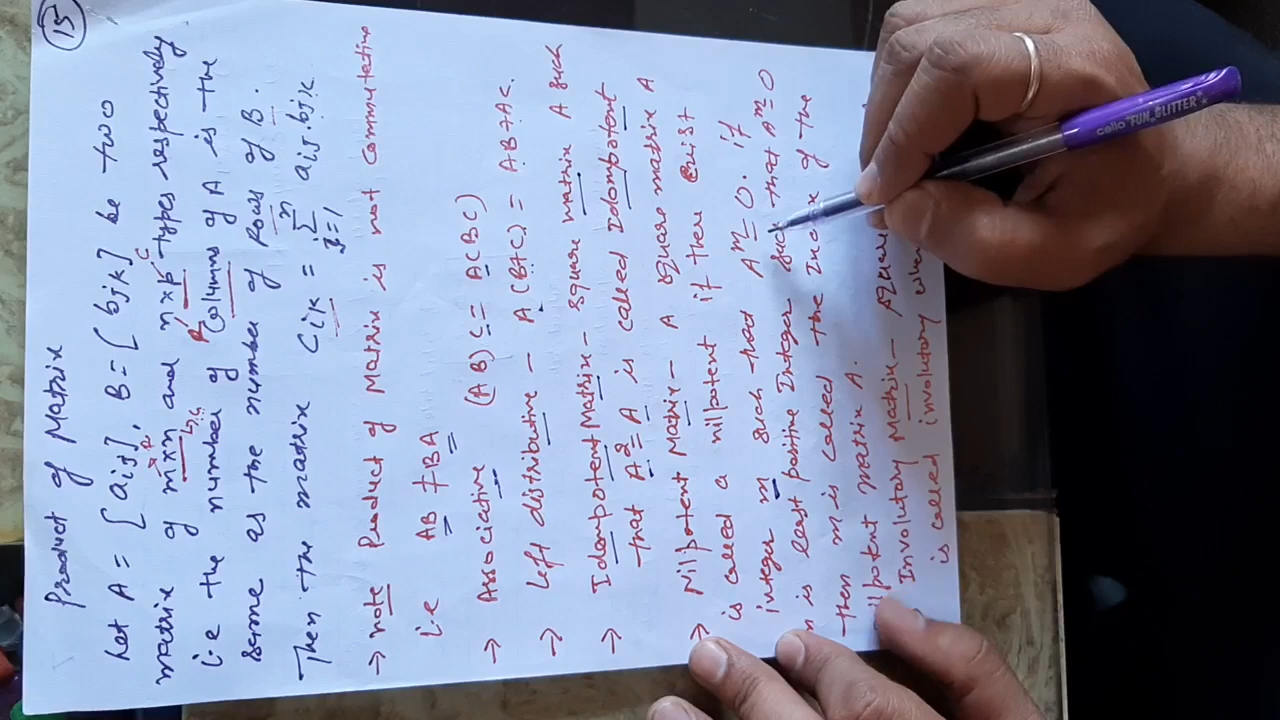 15
Product of Matrix
Let A = [aij], B = [bjk] be two
matrix of m×n and n×p types respectively
i.e the number of columns of A is the
same as the number of rows of B.
Then the matrix Cik = n Σ j=1 aij.bjk
→ note Product of Matrix is not commutative
i.e AB ≠ BA
→ Associative (AB)C = A(BC)
→ Left distributive - A(B+C) = AB+AC.
→ Idempotent Matrix - square matrix A such
that A² = A is called Idempotent
→ Nilpotent Matrix - A square matrix A
is called a nilpotent if there exist
integer m such that A^m = 0. if
m is least positive Integer such that A^m = 0
then m is called the Index of the
nilpotent matrix A.
Involutory Matrix - square
is called involutory when
cello FUN GLITTER